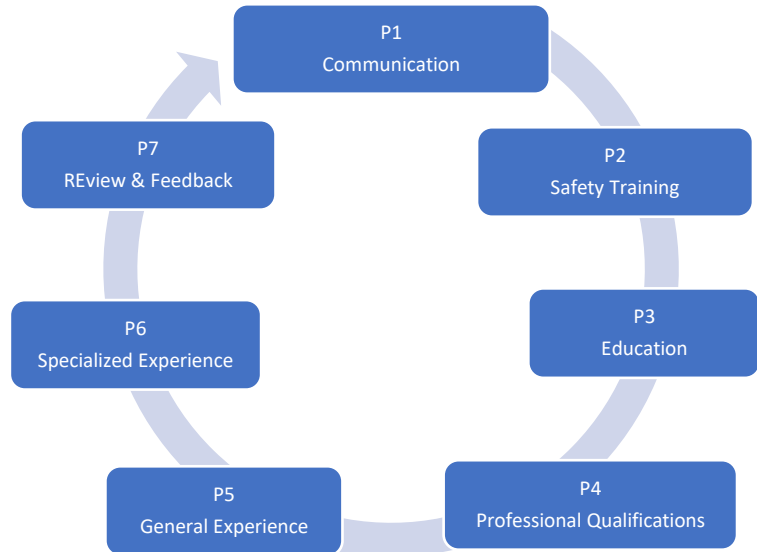 P1
Communication
P2
Safety Training
P3
Education
P4
Professional Qualifications
P5
General Experience
P6
Specialized Experience
P7
REview & Feedback